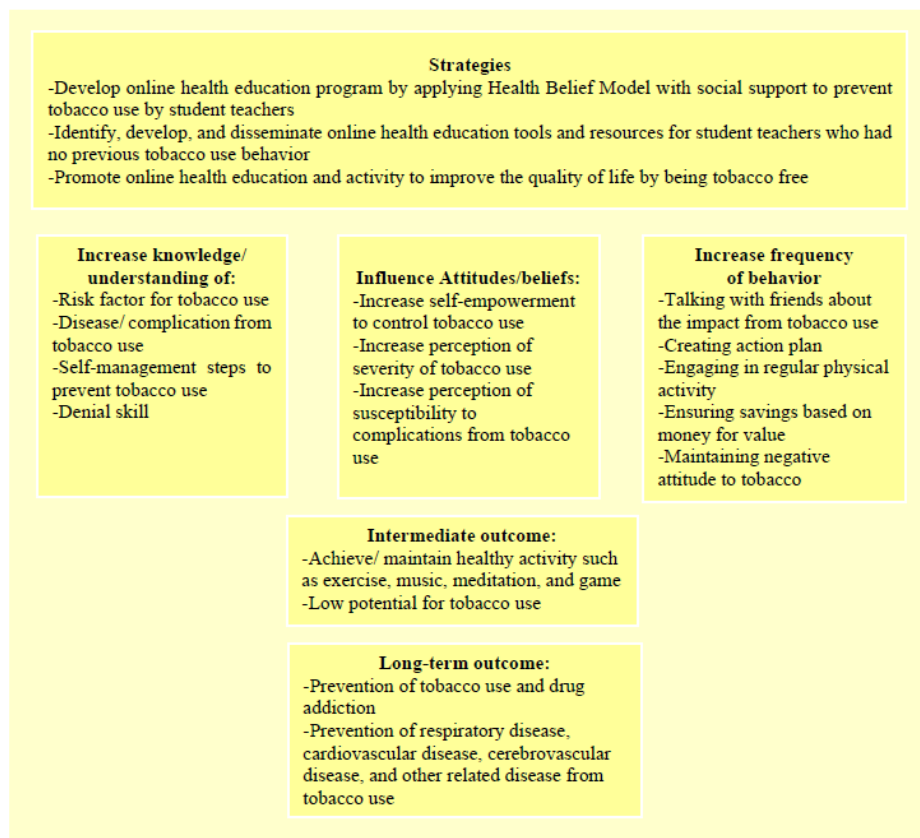 Strategies
-Develop online health education program by applying Health Belief Model with social support to prevent
tobacco use by student teachers
-Identify, develop, and disseminate online health education tools and resources for student teachers who had
no previous tobacco use behavior
-Promote online health education and activity to improve the quality of life by being tobacco free
Increase knowledge/
understanding of:
-Risk factor for tobacco use
-Disease/ complication from
tobacco use
-Self-management steps to
prevent tobacco use
-Denial skill
Influence Attitudes/beliefs:
-Increase self-empowerment
to control tobacco use
-Increase perception of
severity of tobacco use
-Increase perception of
susceptibility to
complications from tobacco
use
Increase frequency
of behavior
-Talking with friends about
the impact from tobacco use
-Creating action plan
-Engaging in regular physical
activity
-Ensuring savings based on
money for value
-Maintaining negative
attitude to tobacco
Intermediate outcome:
-Achieve/ maintain healthy activity such
as exercise, music, meditation, and game
-Low potential for tobacco use
Long-term outcome:
-Prevention of tobacco use and drug
addiction
-Prevention of respiratory disease,
cardiovascular disease, cerebrovascular
disease, and other related disease from
tobacco use